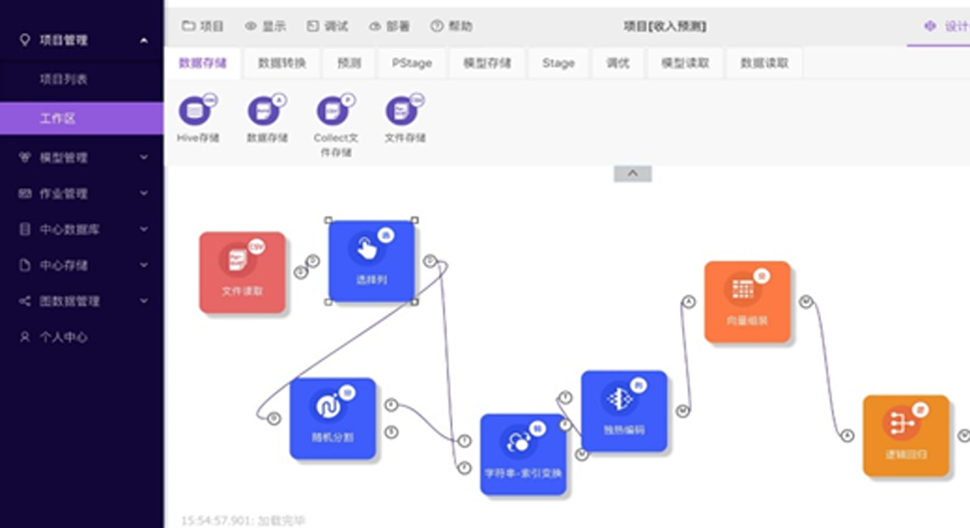 项目 显示 调试 部署 帮助 项目[收入预测] 设计
数据存储 数据转换 预测 PStage 模型存储 Stage 调优 模型读取 数据读取
Hive存储 数据存储 Collect文件存储 文件存储
项目管理
项目列表
工作区
模型管理
作业管理
中心数据库
中心存储
图数据管理
个人中心
CSV
文件读取
选择列
向量组装
随机分割
字符串-索引变换
独热编码
逻辑回归
15:54:57.901: 加载完毕